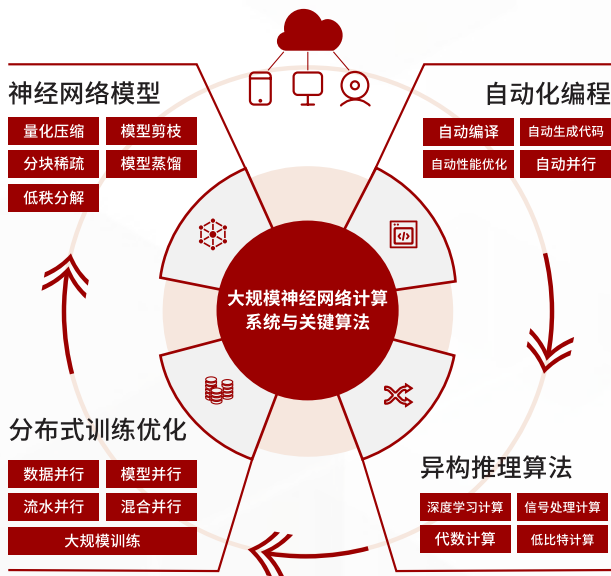 神经网络模型
量化压缩
模型剪枝
分块稀疏
模型蒸馏
低秩分解
自动化编程
自动编译
自动生成代码
自动性能优化
自动并行
大规模神经网络计算
系统与关键算法
分布式训练优化
数据并行
模型并行
流水并行
混合并行
大规模训练
异构推理算法
深度学习计算
信号处理计算
代数计算
低比特计算